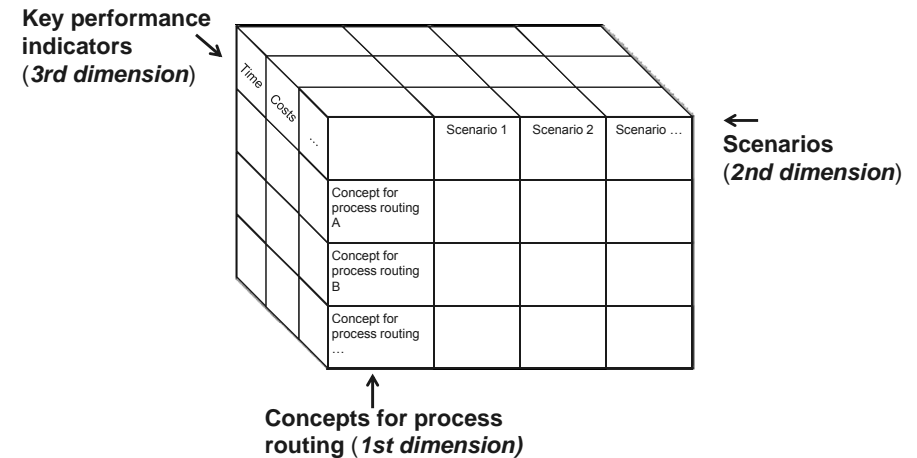 Key performance
indicators
(3rd dimension)
Time
Costs
…
Scenario 1
Scenario 2
Scenario …
Scenarios
(2nd dimension)
Concept for
process routing
A
Concept for
process routing
B
Concept for
process routing
…
Concepts for process
routing (1st dimension)